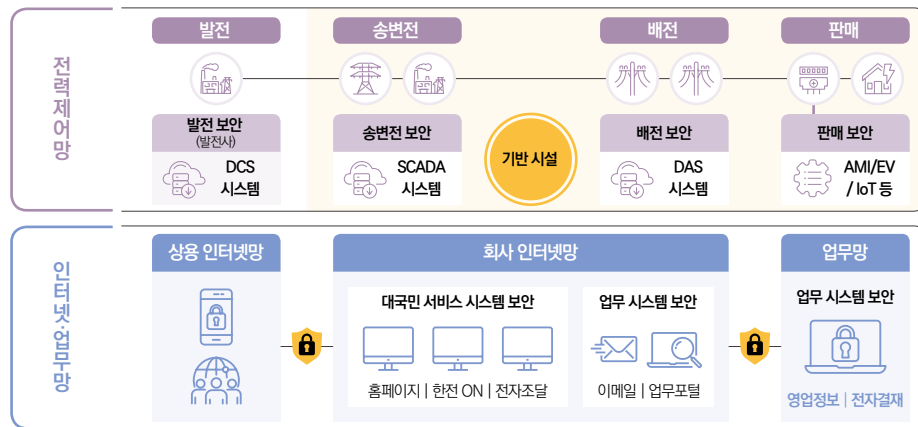 전력제어망
발전
송변전
배전
판매
발전 보안
(발전사)
DCS
시스템
송변전 보안
SCADA
시스템
기반 시설
배전 보안
DAS
시스템
판매 보안
AMI/EV
/ IoT 등
인터넷·업무망
상용 인터넷망
회사 인터넷망
업무망
대국민 서비스 시스템 보안
홈페이지 | 한전 ON | 전자조달
업무 시스템 보안
이메일 | 업무포털
업무 시스템 보안
영업정보 | 전자결재